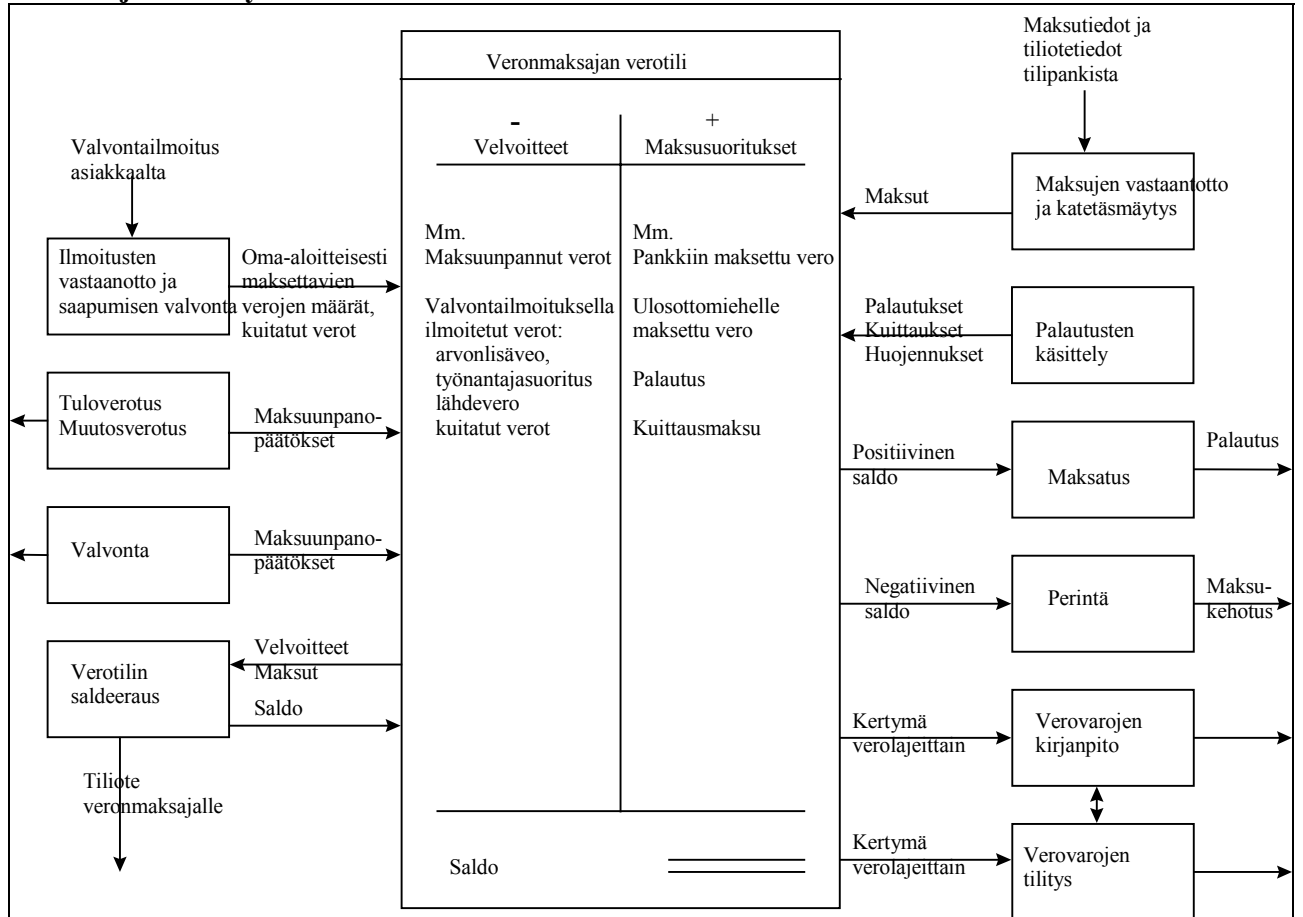 Maksutiedot ja
tiliotetiedot
tilipankista
Veronmaksajan verotili
-
Velvoitteet
+
Maksusuoritukset
Valvontailmoitus
asiakkaalta
Maksut
Maksujen vastaantotto
ja katetäsmäytys
Ilmoitusten
vastaanotto ja
saapumisen valvonta
Oma-aloitteisesti
maksettavien
verojen määrät,
kuitatut verot
Mm.
Maksuunpannut verot
Valvontailmoituksella
ilmoitetut verot:
arvonlisäveo,
työnantajasuoritus
lähdevero
kuitatut verot
Mm.
Pankkiin maksettu vero
Ulosottomiehelle
maksettu vero
Palautus
Kuittausmaksu
Palautukset
Kuittaukset
Huojennukset
Palautusten
käsittely
Tuloverotus
Muutosverotus
Maksuunpano-
päätökset
Positiivinen
saldo
Maksatus
Palautus
Valvonta
Maksuunpano-
päätökset
Negatiivinen
saldo
Perintä
Maksu-
kehotus
Verotilin
saldeeraus
Velvoitteet
Maksut
Saldo
Kertymä
verolajeittain
Verovarojen
kirjanpito
Tiliote
veronmaksajalle
Saldo
Kertymä
verolajeittain
Verovarojen
tilitys